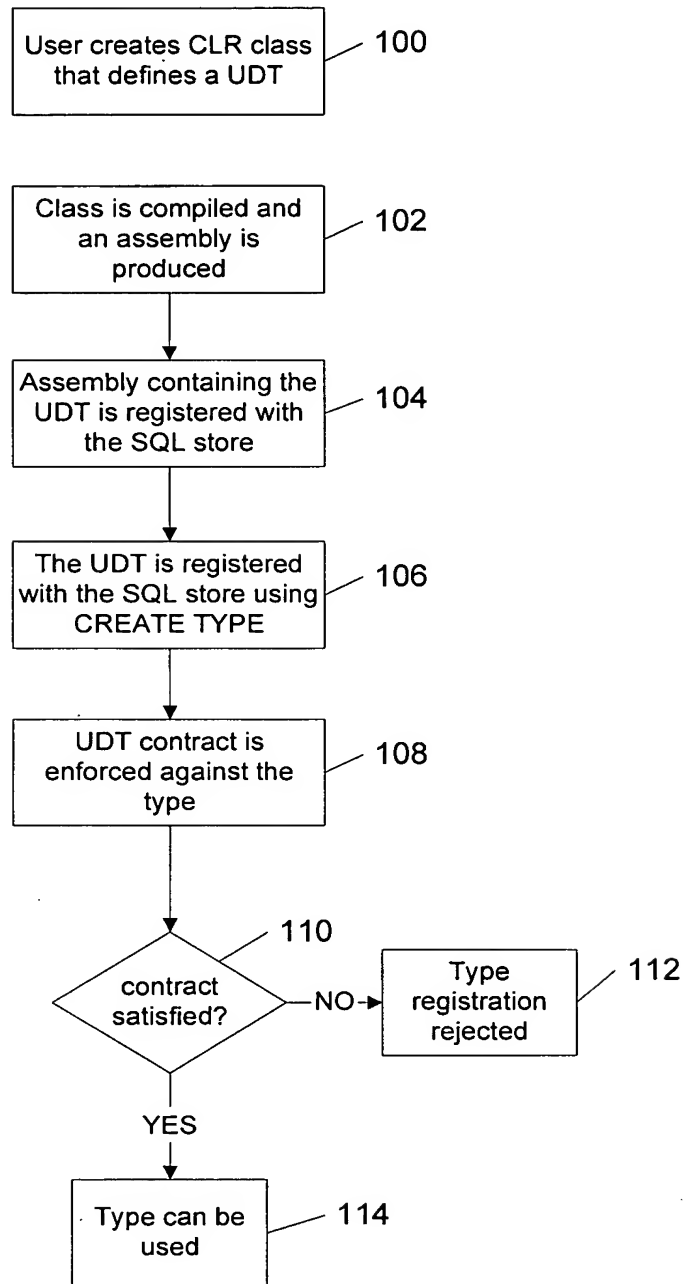 User creates CLR class
that defines a UDT
100
Class is compiled and
an assembly is
produced
102
Assembly containing the
UDT is registered with
the SQL store
104
The UDT is registered
with the SQL store using
CREATE TYPE
106
UDT contract is
enforced against the
type
108
110
contract
satisfied?
NO
Type
registration
rejected
112
YES
Type can be
used
114